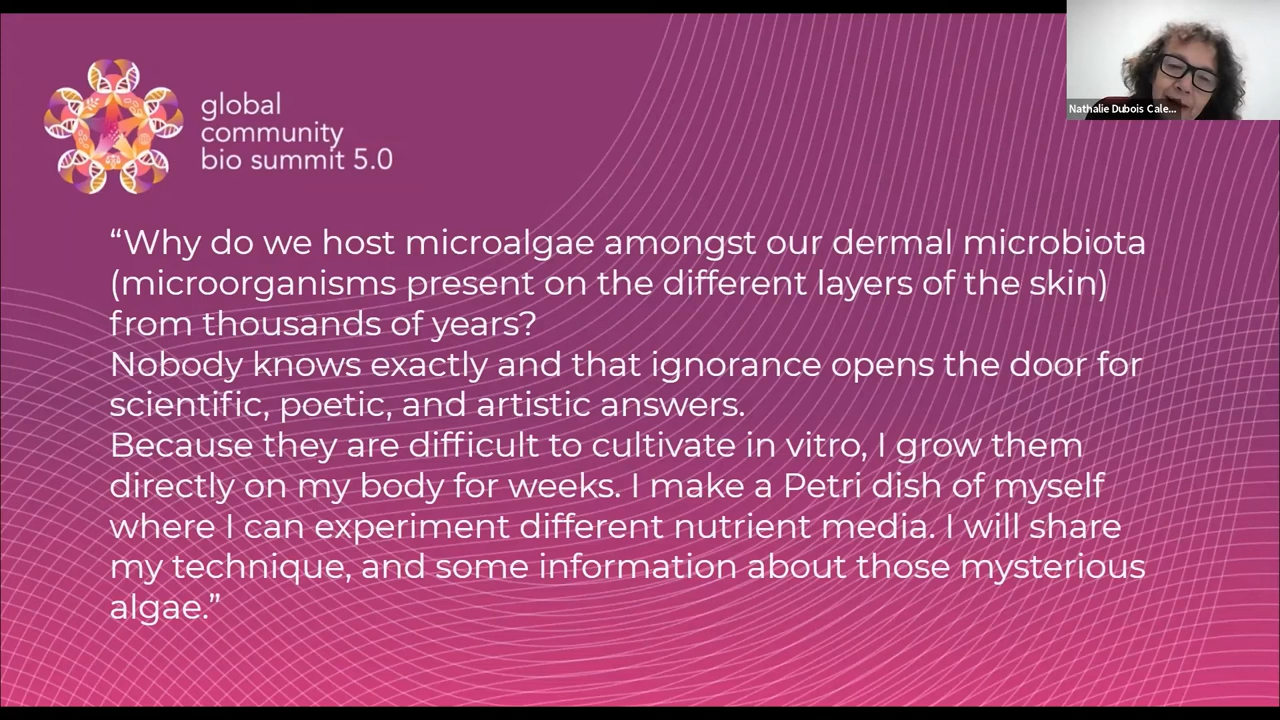 Nathalie Dubois Cale...
global
community
bio summit 5.0
“Why do we host microalgae amongst our dermal microbiota
(microorganisms present on the different layers of the skin)
from thousands of years?
Nobody knows exactly and that ignorance opens the door for
scientific, poetic, and artistic answers.
Because they are difficult to cultivate in vitro, I grow them
directly on my body for weeks. I make a Petri dish of myself
where I can experiment different nutrient media. I will share
my technique, and some information about those mysterious
algae.”